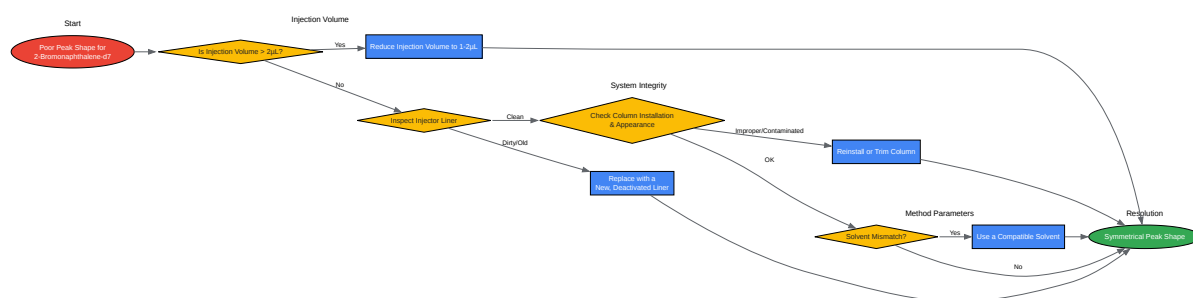 Start
Poor Peak Shape for
2-Bromonaphthalene-d7
Injection Volume
Is Injection Volume > 2µL?
Yes
Reduce Injection Volume to 1-2µL
No
Inspect Injector Liner
Clean
Dirty/Old
System Integrity
Check Column Installation
& Appearance
Improper/Contaminated
Reinstall or Trim Column
OK
Replace with a
New, Deactivated Liner
Method Parameters
Solvent Mismatch?
Yes
Use a Compatible Solvent
No
Resolution
Symmetrical Peak Shape